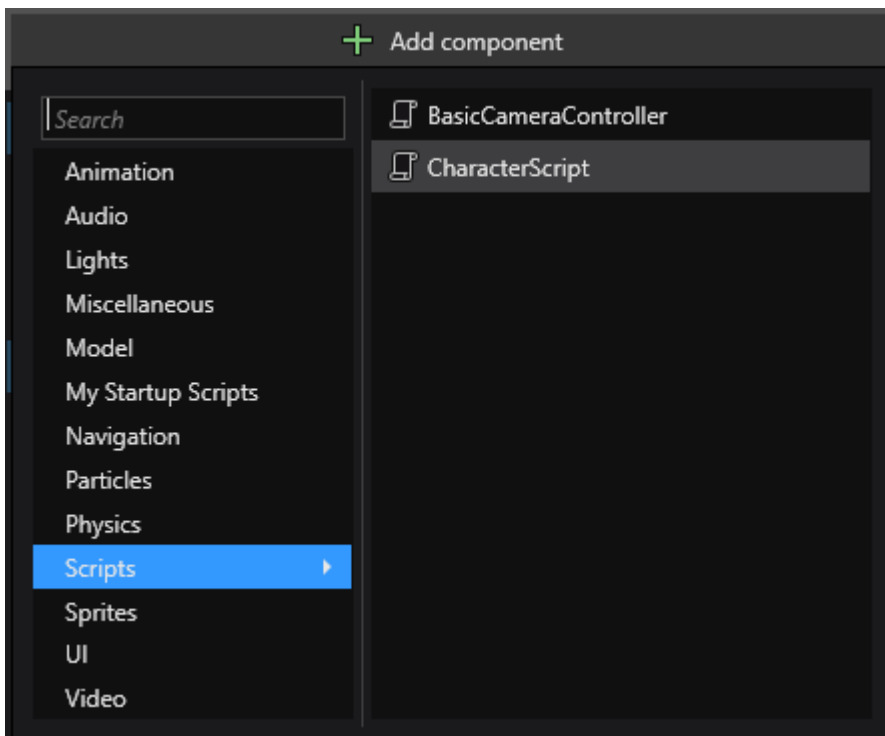 Add component
Search
Animation
Audio
Lights
Miscellaneous
Model
My Startup Scripts
Navigation
Particles
Physics
Scripts
Sprites
UI
Video
BasicCameraController
CharacterScript